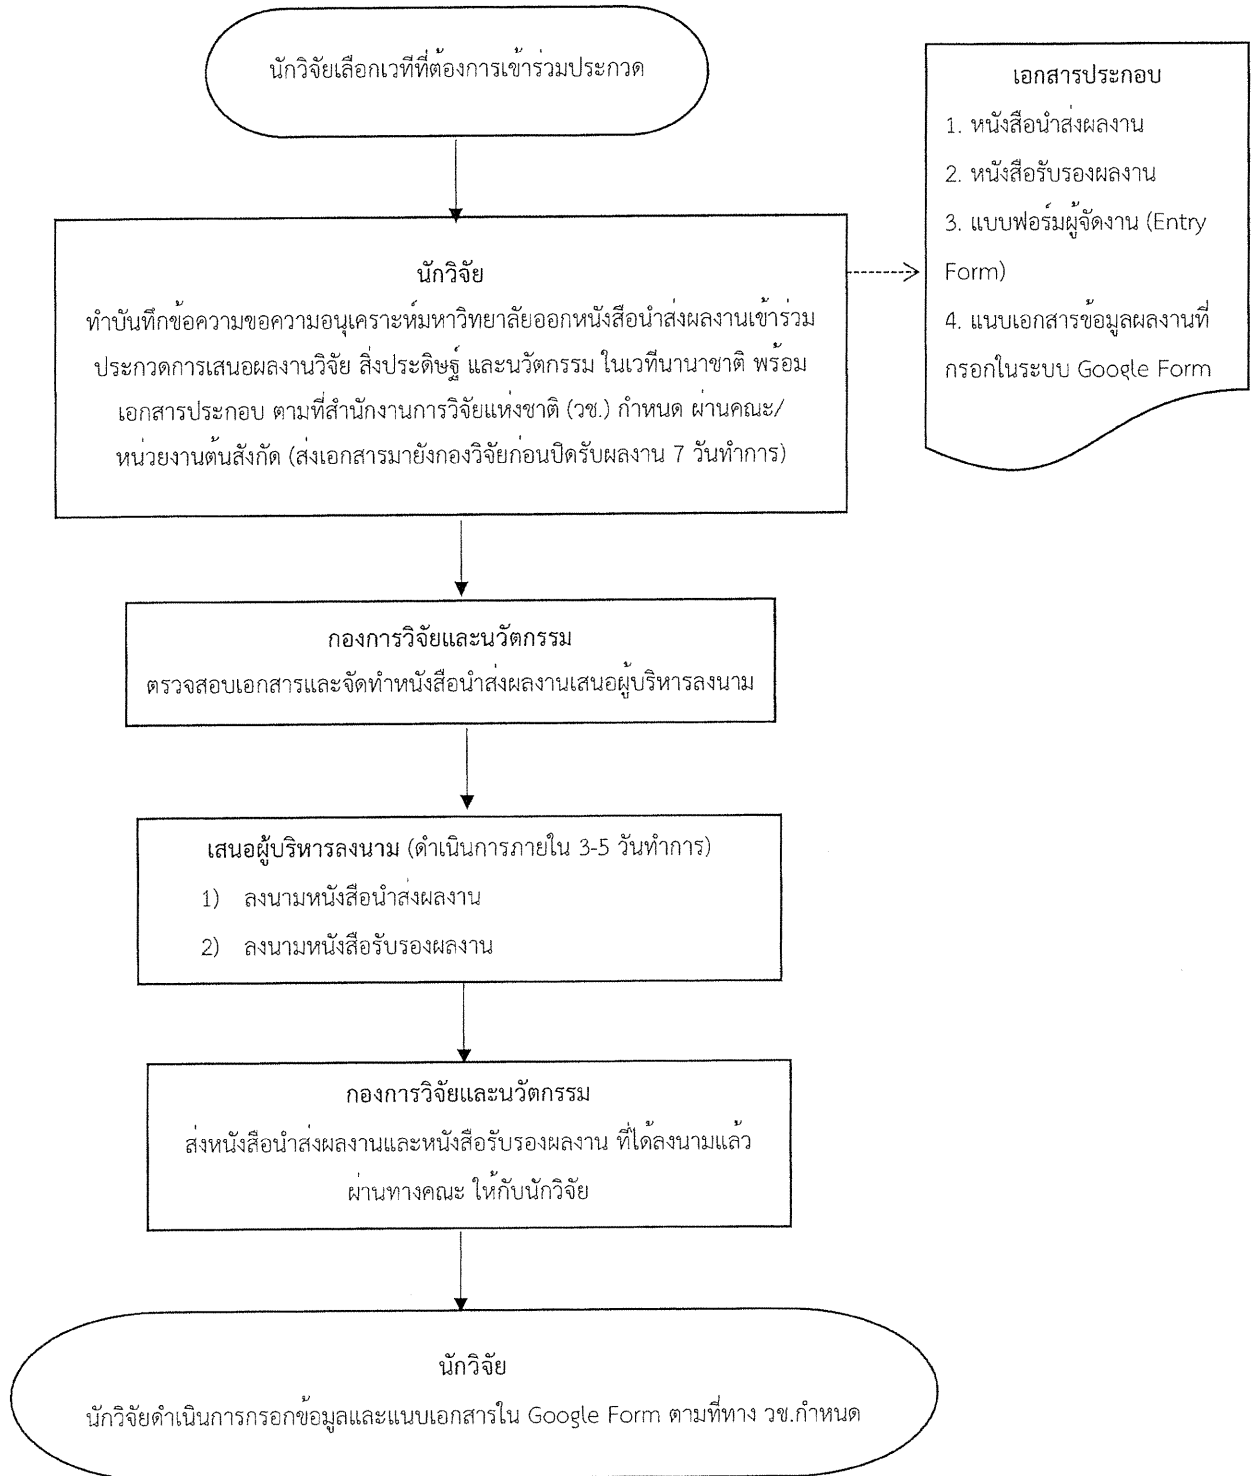 นักวิจัยเลือกเวทีที่ต้องการเข้าร่วมประกวด
เอกสารประกอบ
1. หนังสือนำส่งผลงาน
2. หนังสือรับรองผลงาน
3. แบบฟอร์มผู้จัดงาน (Entry
Form)
4. แนบเอกสารข้อมูลผลงานที่
กรอกในระบบ Google Form
นักวิจัย
ทำบันทึกข้อความขอความอนุเคราะห์มหาวิทยาลัยออกหนังสือนำส่งผลงานเข้าร่วม
ประกวดการเสนอผลงานวิจัย สิ่งประดิษฐ์ และนวัตกรรม ในเวทีนานาชาติ พร้อม
เอกสารประกอบ ตามที่สำนักงานการวิจัยแห่งชาติ (วช.) กำหนด ผ่านคณะ/
หน่วยงานต้นสังกัด (ส่งเอกสารมายังกองวิจัยก่อนปิดรับผลงาน 7 วันทำการ)
กองการวิจัยและนวัตกรรม
ตรวจสอบเอกสารและจัดทำหนังสือนำส่งผลงานเสนอผู้บริหารลงนาม
เสนอผู้บริหารลงนาม (ดำเนินการภายใน 3-5 วันทำการ)
1) ลงนามหนังสือนำส่งผลงาน
2) ลงนามหนังสือรับรองผลงาน
กองการวิจัยและนวัตกรรม
ส่งหนังสือนำส่งผลงานและหนังสือรับรองผลงาน ที่ได้ลงนามแล้ว
ผ่านทางคณะ ให้กับนักวิจัย
นักวิจัย
นักวิจัยดำเนินการกรอกข้อมูลและแนบเอกสารใน Google Form ตามที่ทาง วช.กำหนด